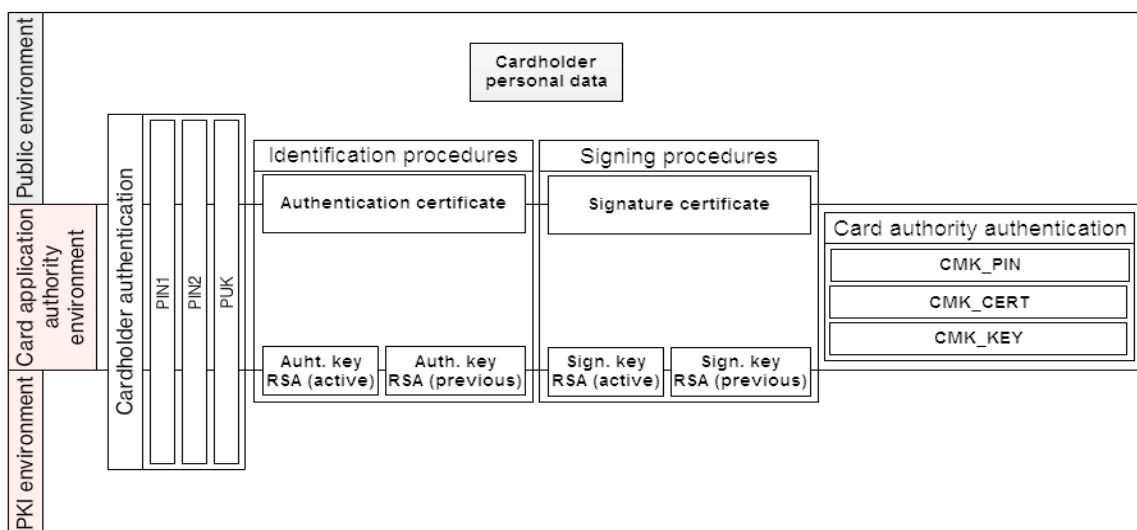 Public environment
Cardholder
personal data
Card application
authority
environment
PKI environment
Cardholder authentication
PIN1
PIN2
PUK
Identification procedures
Authentication certificate
Auht. key
RSA (active)
Auth. key
RSA (previous)
Signing procedures
Signature certificate
Sign. key
RSA (active)
Sign. key
RSA (previous)
Card authority authentication
CMK_PIN
CMK_CERT
CMK_KEY